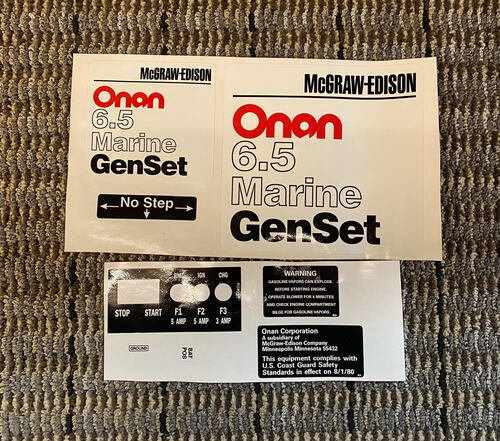 McGRAW-EDISON
Onan
6.5
Marine
GenSet
No Step
McGRAW-EDISON
Onan
6.5
Marine
GenSet
IGN
CHG
STOP
START
F1
F2
F3
5 AMP
5 AMP
3 AMP
GROUND
BAT
POS
WARNING
GASOLINE VAPORS CAN EXPLODE.
BEFORE STARTING ENGINE,
OPERATE BLOWER FOR 4 MINUTES
AND CHECK ENGINE COMPARTMENT
BILGE FOR GASOLINE VAPORS.
Onan Corporation
A subsidiary of
McGraw-Edison Company
Minneapolis Minnesota 55432
This equipment complies with
U.S. Coast Guard Safety
Standards in effect on 8/1/80